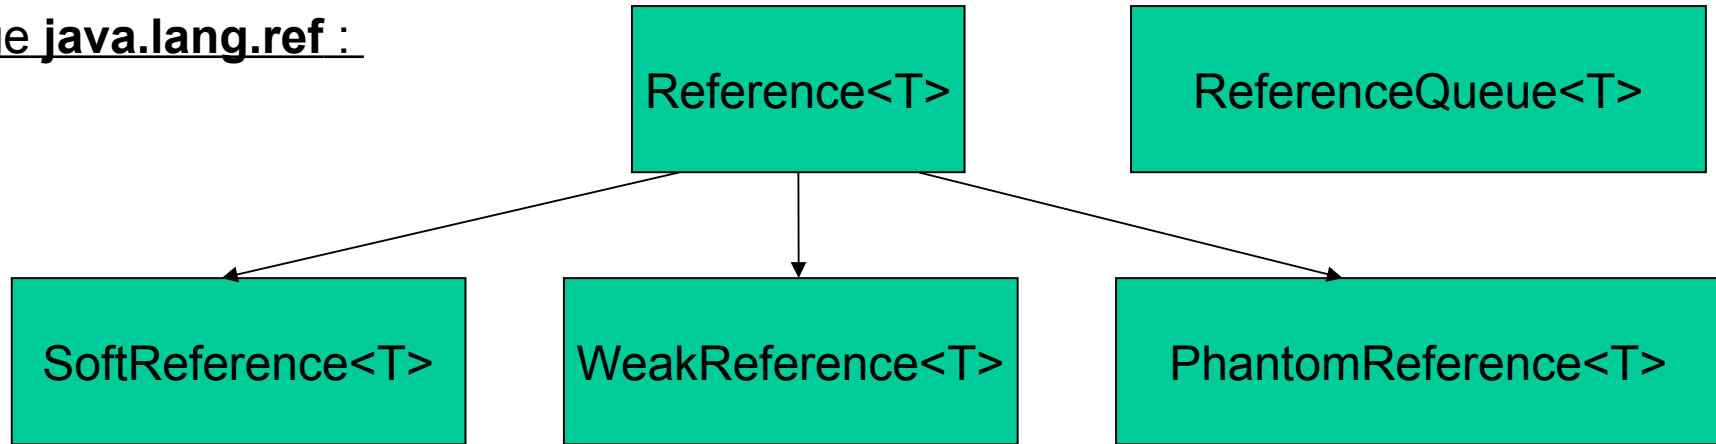 e java.lang.ref :
Reference<T>
ReferenceQueue<T>
SoftReference<T>
WeakReference<T>
PhantomReference<T>